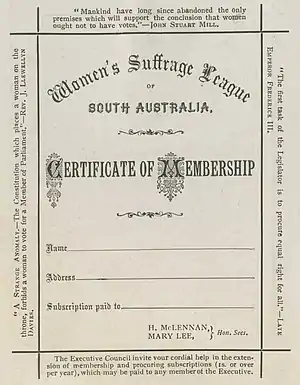 "Mankind have long since abandoned the only
premises which will support the conclusion that women
ought not to have votes."—JOHN STUART MILL.
Women's Suffrage League
OF
SOUTH AUSTRALIA.
CERTIFICATE OF MEMBERSHIP
Name
Address
Subscription paid to
H. McLENNAN,
MARY LEE,
} Hon. Secs.
"A STRANGE ANOMALY.—The Constitution which places a woman on the
throne, forbids a woman to vote for a Member of Parliament."—REV. J. LLEWELLYN
DAVIES.
"The first task of the Legislator is to procure equal right for all."—LATE
EMPEROR FREDERICK III.
The Executive Council invite your cordial help in the exten-
sion of membership and procuring subscriptions (1s. or over
per year), which may be paid to any member of the Executive.